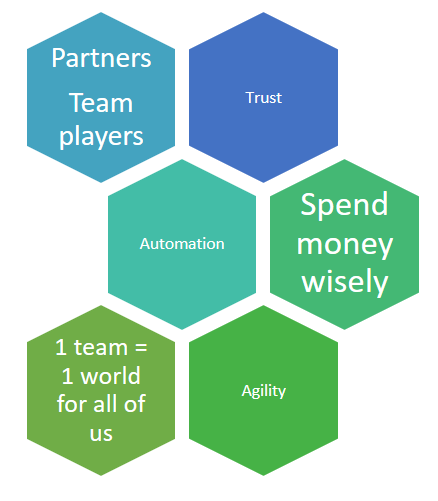 Partners
Team
players
Trust
Automation
Spend
money
wisely
1 team =
1 world
for all of
us
Agility